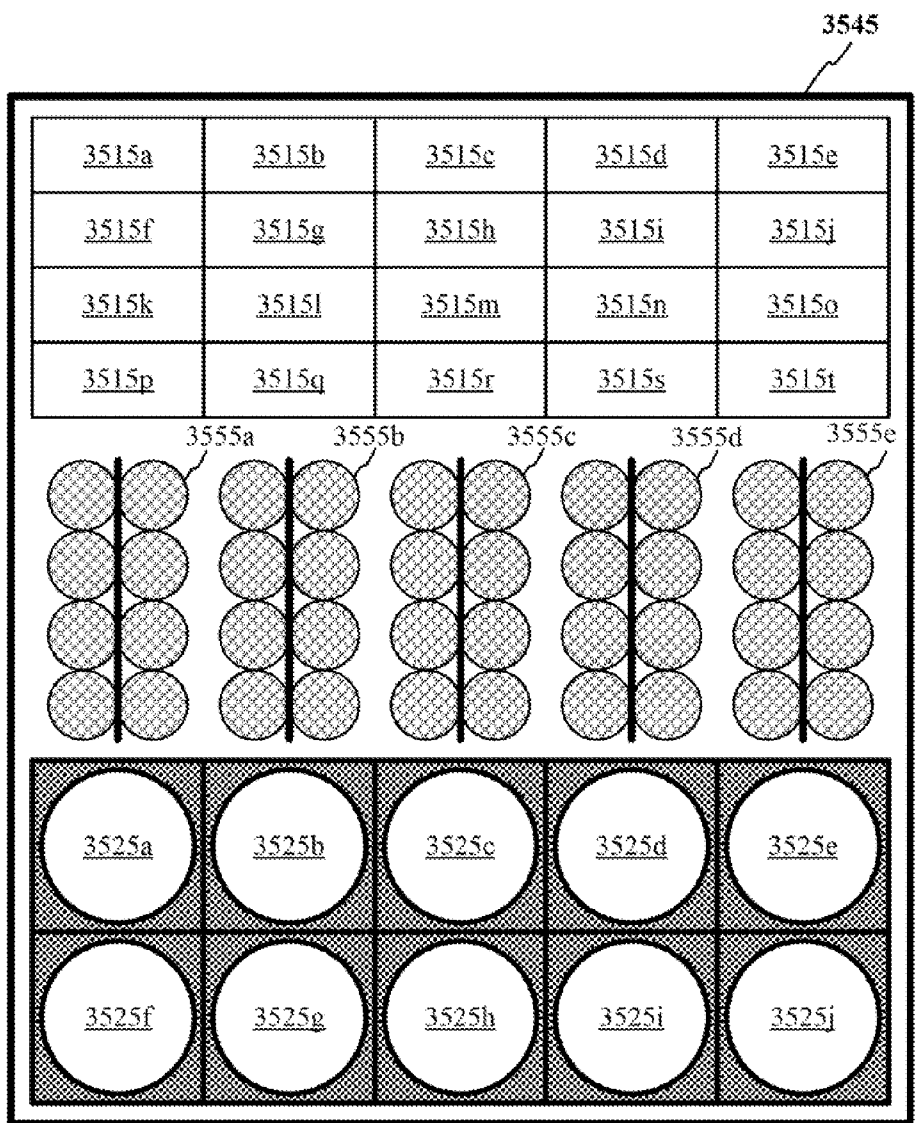 3545
3515a 3515b 3515c 3515d 3515e
3515f 3515g 3515h 3515i 3515j
3515k 3515l 3515m 3515n 3515o
3515p 3515q 3515r 3515s 3515t
3555a 3555b 3555c 3555d 3555e
3525a 3525b 3525c 3525d 3525e
3525f 3525g 3525h 3525i 3525j